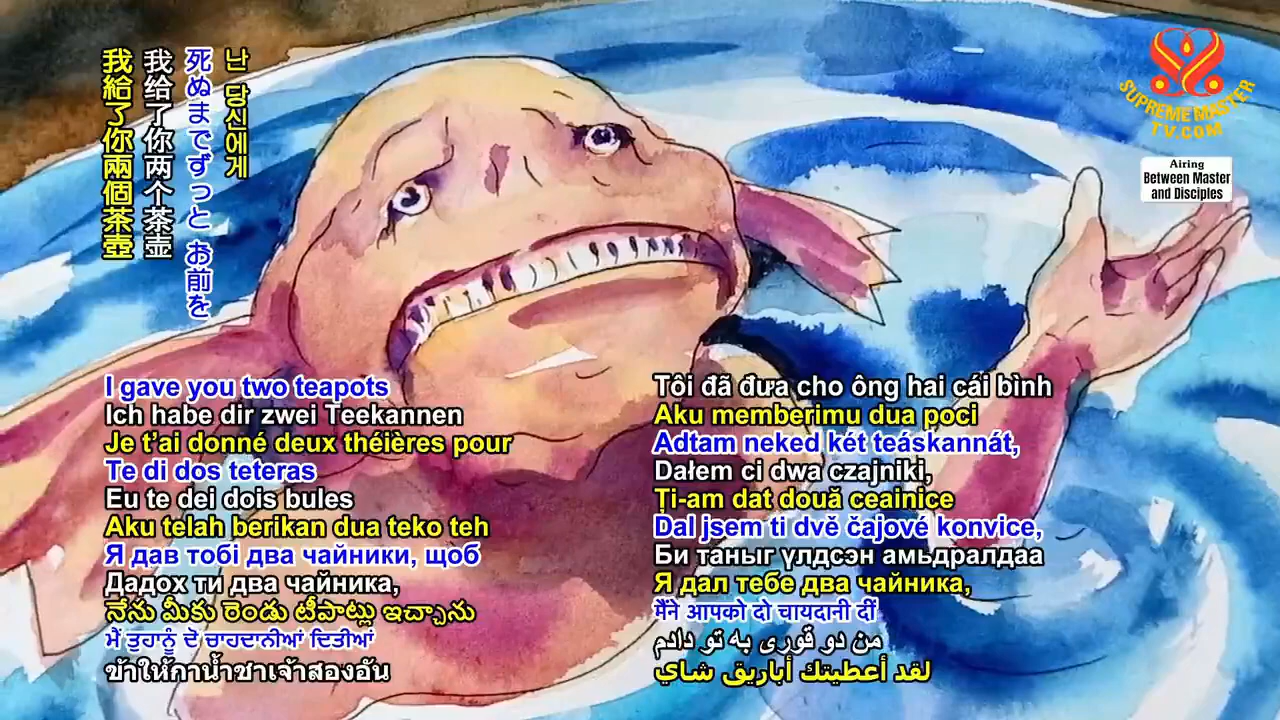 我給了你兩個茶壺
我给了你两个茶壶
死ぬまでずっと お前を
난 당신에게
SUPREME MASTER
TV.COM
Airing
Between Master
and Disciples
I gave you two teapots
Ich habe dir zwei Teekannen
Je t'ai donné deux théières pour
Te di dos teteras
Eu te dei dois bules
Aku telah berikan dua teko teh
Я дав тобі два чайники, щоб
Дадох ти два чайника,
నేను మీకు రెండు టీపాట్లు ఇచ్చాను
ਮੈਂ ਤੁਹਾਨੂੰ ਦੋ ਚਾਹਦਾਨੀਆਂ ਦਿਤੀਆਂ
ข้าให้กาน้ำชาเจ้าสองอัน
Tôi đã đưa cho ông hai cái bình
Aku memberimu dua poci
Adtam neked két teáskannát,
Dałem ci dwa czajniki,
Ți-am dat două ceainice
Dal jsem ti dvě čajové konvice,
Би таныг үлдсэн амьдралдаа
Я дал тебе два чайника,
मैंने आपको दो चायदानी दीं
من دو قوری به تو دادم
لقد أعطيتك أباريق شاي